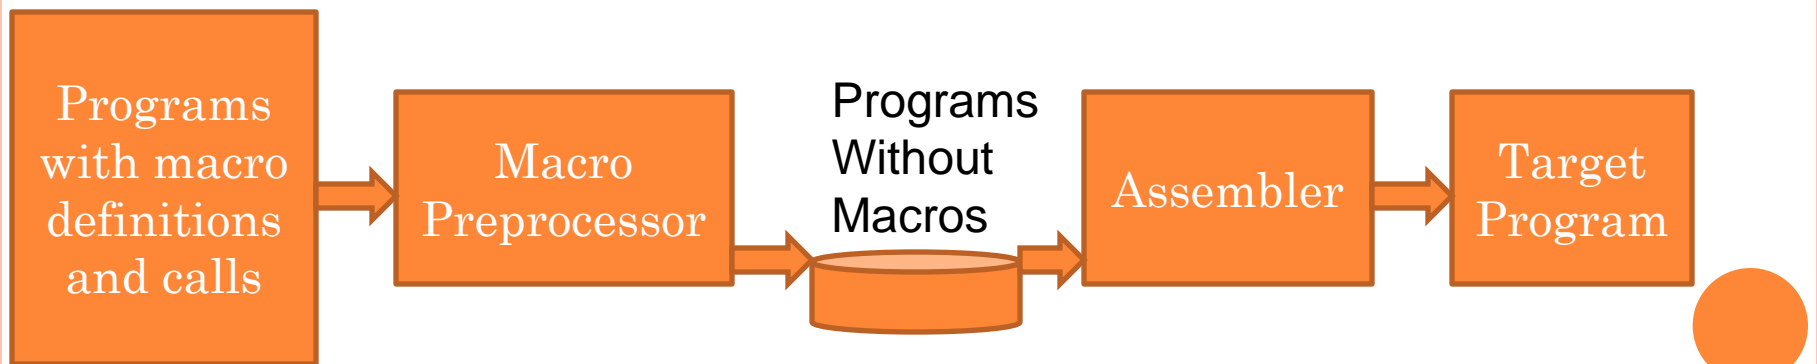 Programs
with macro
definitions
and calls
Macro
Preprocessor
Programs
Without
Macros
Assembler
Target
Program